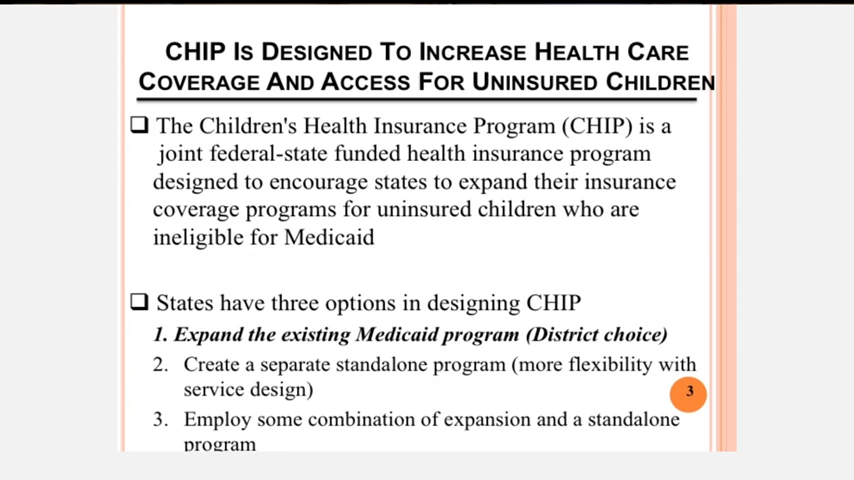 CHIP IS DESIGNED TO INCREASE HEALTH CARE
COVERAGE AND ACCESS FOR UNINSURED CHILDREN
The Children's Health Insurance Program (CHIP) is a
joint federal-state funded health insurance program
designed to encourage states to expand their insurance
coverage programs for uninsured children who are
ineligible for Medicaid
States have three options in designing CHIP
1. Expand the existing Medicaid program (District choice)
2. Create a separate standalone program (more flexibility with
service design)
3
3. Employ some combination of expansion and a standalone
program